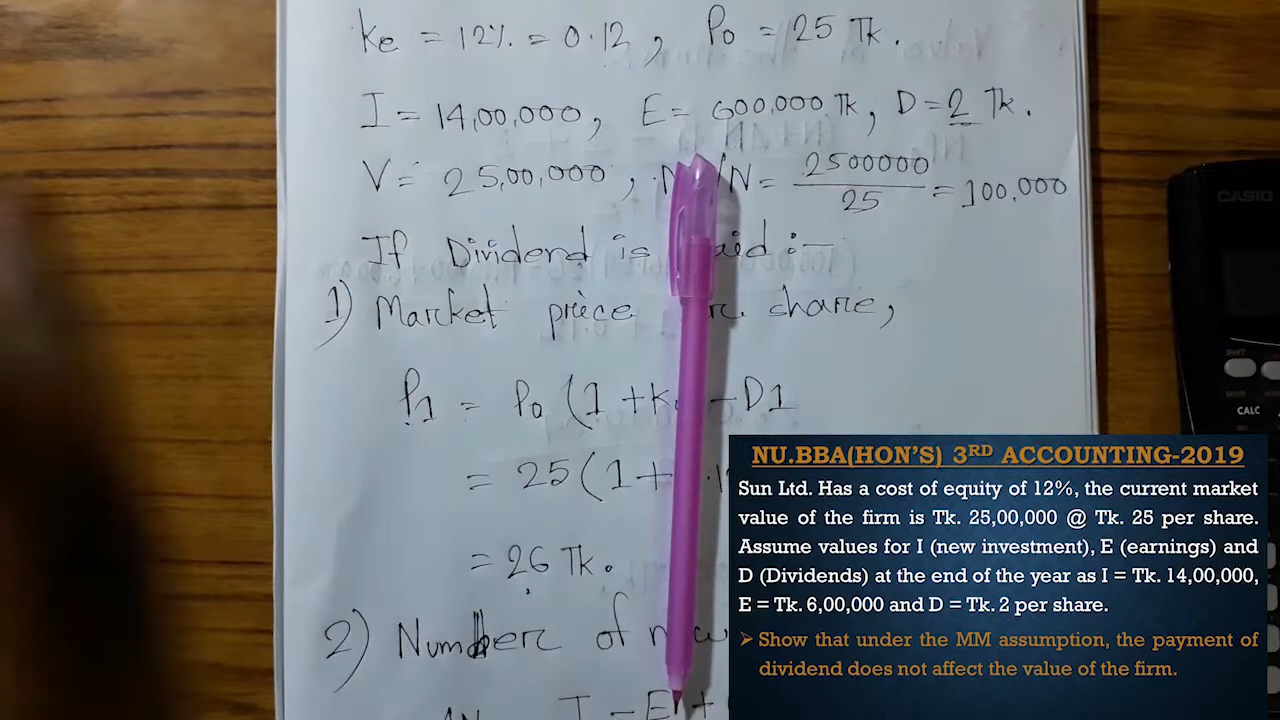 ke = 12%. = 0.12, P0 = 25 Tk.
I = 14,00,000, E = 600,000 Tk, D = 2 Tk.
V = 25,00,000, N /N = 2500000 / 25 = 100,000
If Dividend is aid :-
1) Market price share,
P1 = P0 (1 + k - D1
= 25 (1 +
= 26 Tk.
2) Number of
I - E +
CASIO
SHIFT
CALC
NU.BBA(HON'S) 3RD ACCOUNTING-2019
Sun Ltd. Has a cost of equity of 12%, the current market
value of the firm is Tk. 25,00,000 @ Tk. 25 per share.
Assume values for I (new investment), E (earnings) and
D (Dividends) at the end of the year as I = Tk. 14,00,000,
E = Tk. 6,00,000 and D = Tk. 2 per share.
➢ Show that under the MM assumption, the payment of
dividend does not affect the value of the firm.